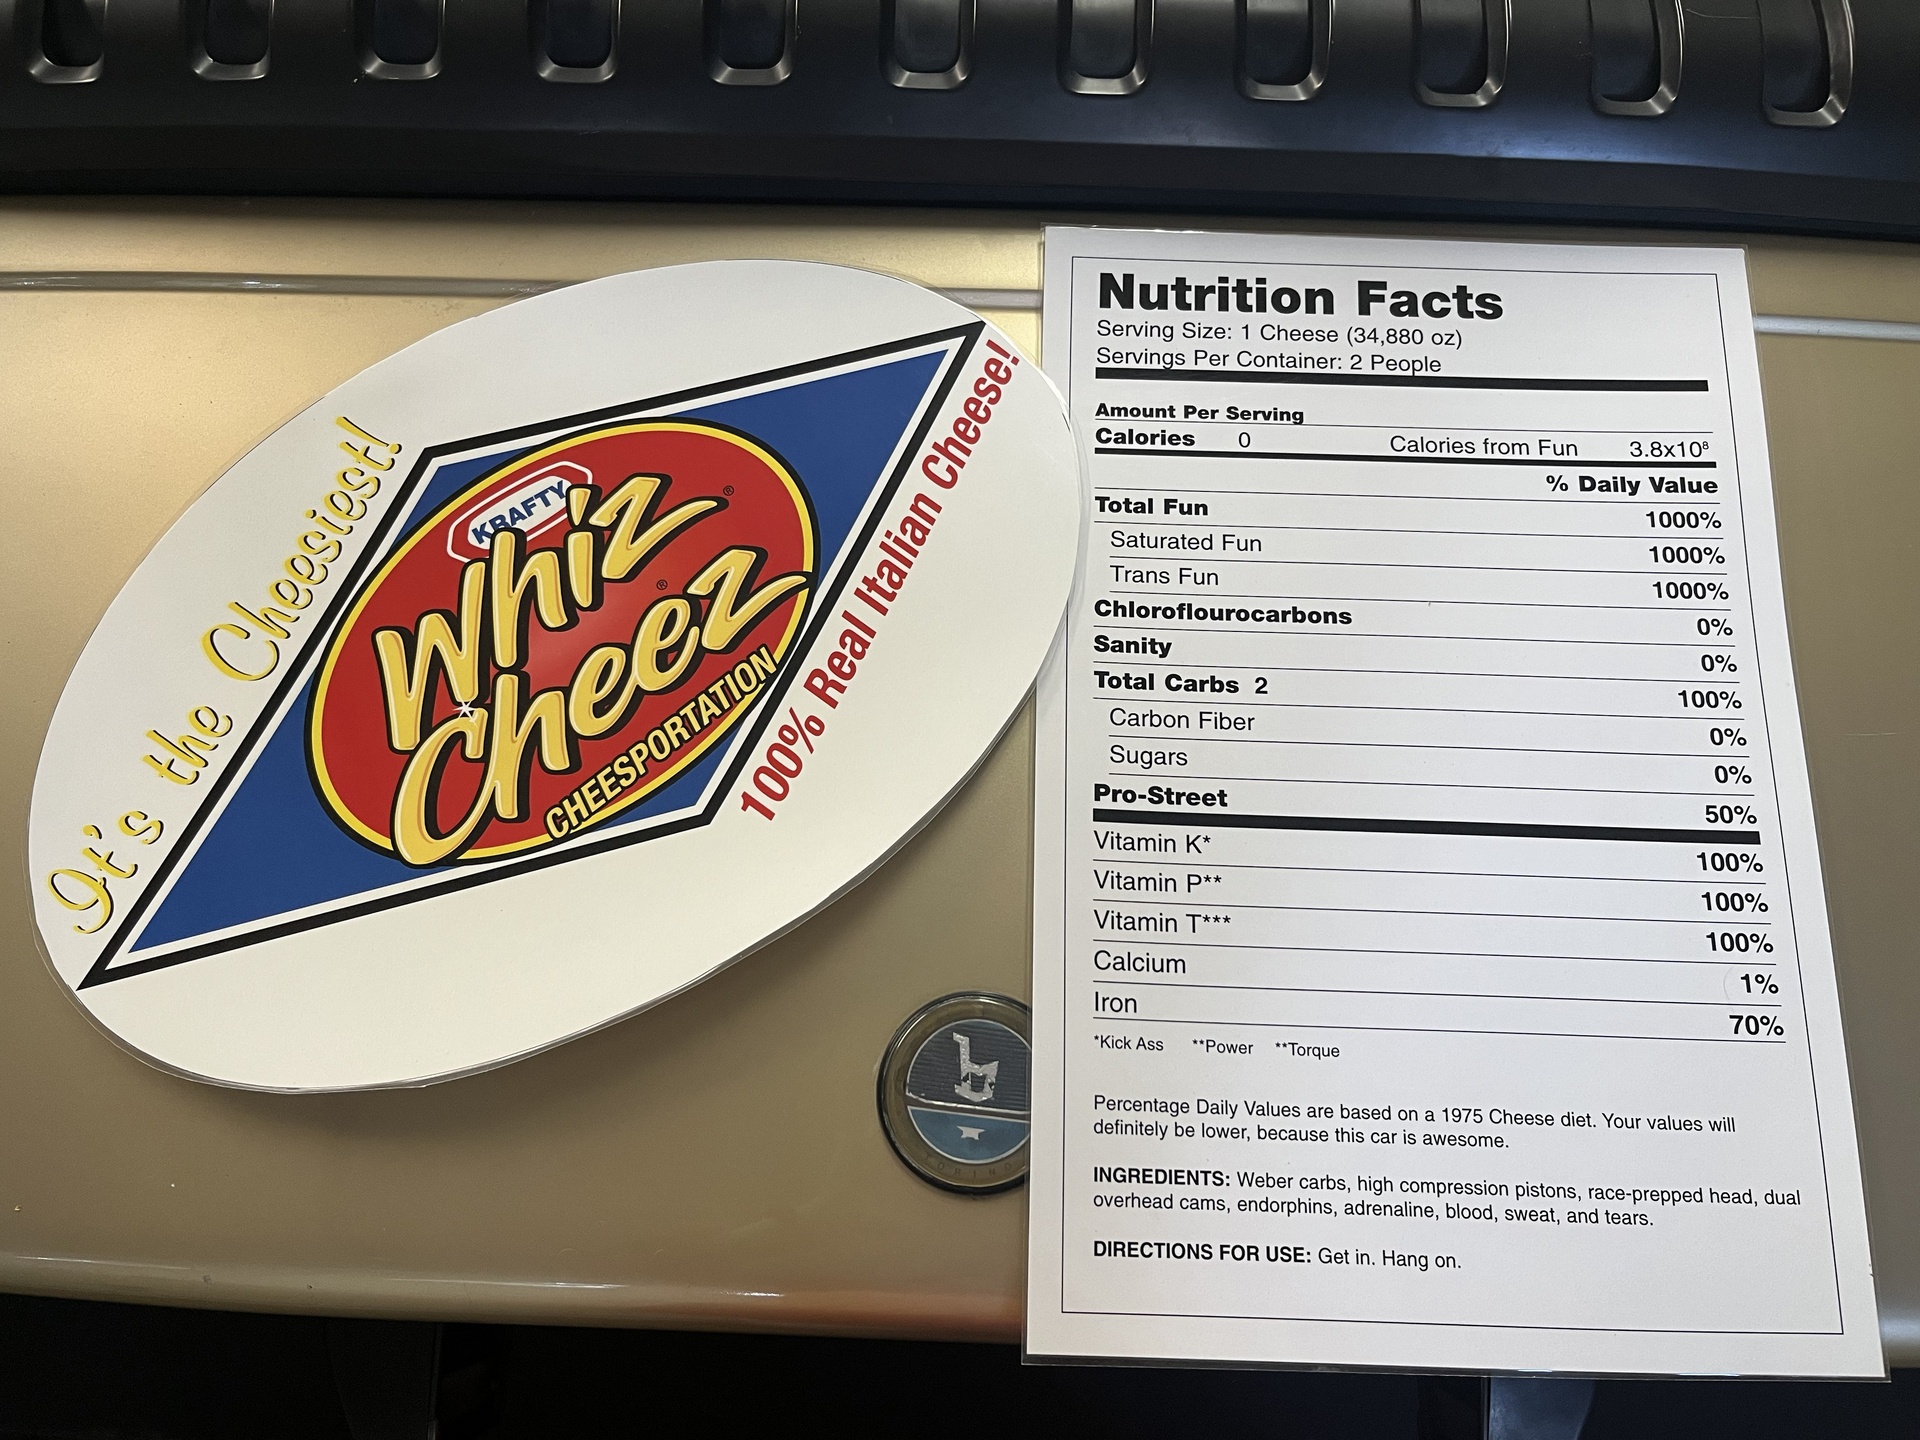 It's the Cheesiest!
KRAFTY
Whiz ®
Cheez ®
CHEESPORTATION
100% Real Italian Cheese!
Nutrition Facts
Serving Size: 1 Cheese (34,880 oz)
Servings Per Container: 2 People
Amount Per Serving
Calories 0 Calories from Fun 3.8x10⁸
% Daily Value
Total Fun 1000%
Saturated Fun 1000%
Trans Fun 1000%
Chloroflourocarbons 0%
Sanity 0%
Total Carbs 2 100%
Carbon Fiber 0%
Sugars 0%
Pro-Street 50%
Vitamin K* 100%
Vitamin P** 100%
Vitamin T*** 100%
Calcium 1%
Iron 70%
*Kick Ass **Power **Torque
Percentage Daily Values are based on a 1975 Cheese diet. Your values will
definitely be lower, because this car is awesome.
INGREDIENTS: Weber carbs, high compression pistons, race-prepped head, dual
overhead cams, endorphins, adrenaline, blood, sweat, and tears.
DIRECTIONS FOR USE: Get in. Hang on.
b
TORINO